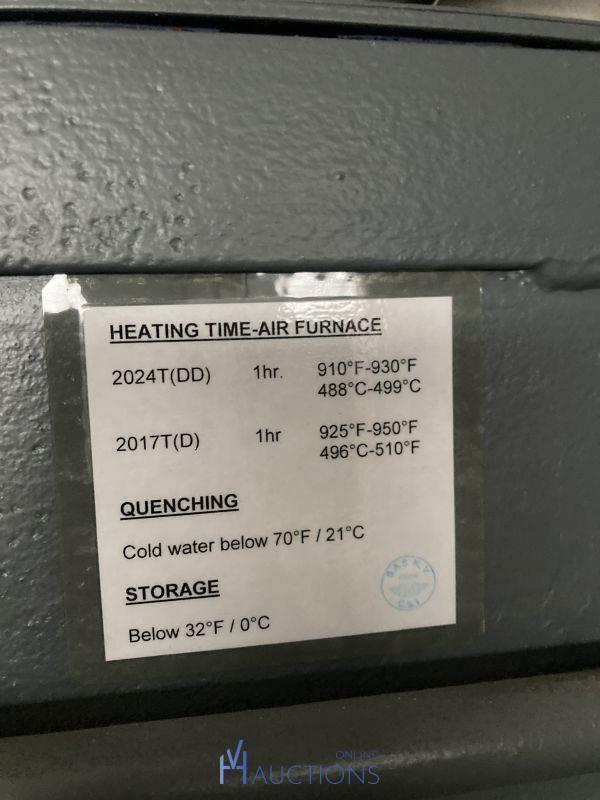 HEATING TIME-AIR FURNACE
2024T(DD) 1hr. 910°F-930°F
488°C-499°C
2017T(D) 1hr 925°F-950°F
496°C-510°F
QUENCHING
Cold water below 70°F / 21°C
STORAGE
Below 32°F / 0°C
ONLINE
AUCTIONS